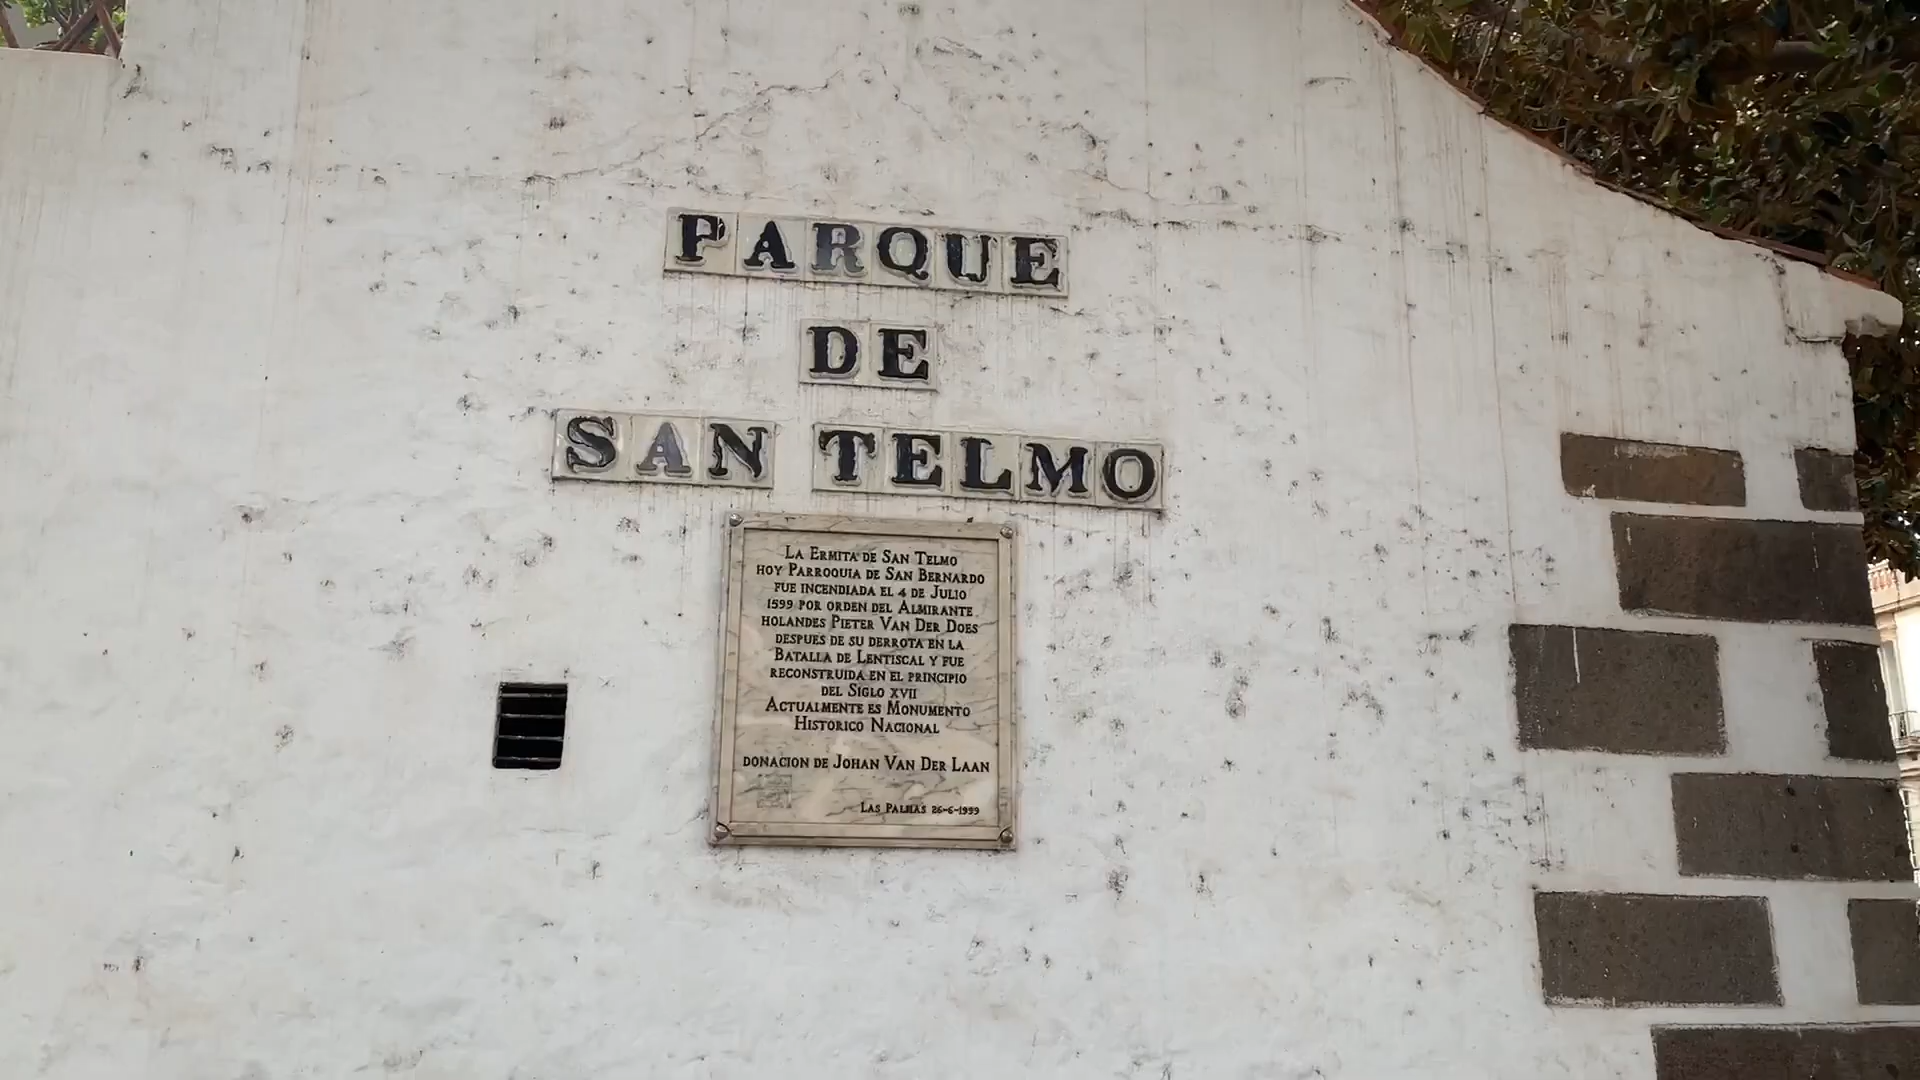 PARQUE
DE
SAN TELMO
LA ERMITA DE SAN TELMO
HOY PARROQUIA DE SAN BERNARDO
FUE INCENDIADA EL 4 DE JULIO
1599 POR ORDEN DEL ALMIRANTE
HOLANDES PIETER VAN DER DOES
DESPUES DE SU DERROTA EN LA
BATALLA DE LENTISCAL Y FUE
RECONSTRUIDA EN EL PRINCIPIO
DEL SIGLO XVII
ACTUALMENTE ES MONUMENTO
HISTORICO NACIONAL
DONACION DE JOHAN VAN DER LAAN
LAS PALMAS 26-6-1999